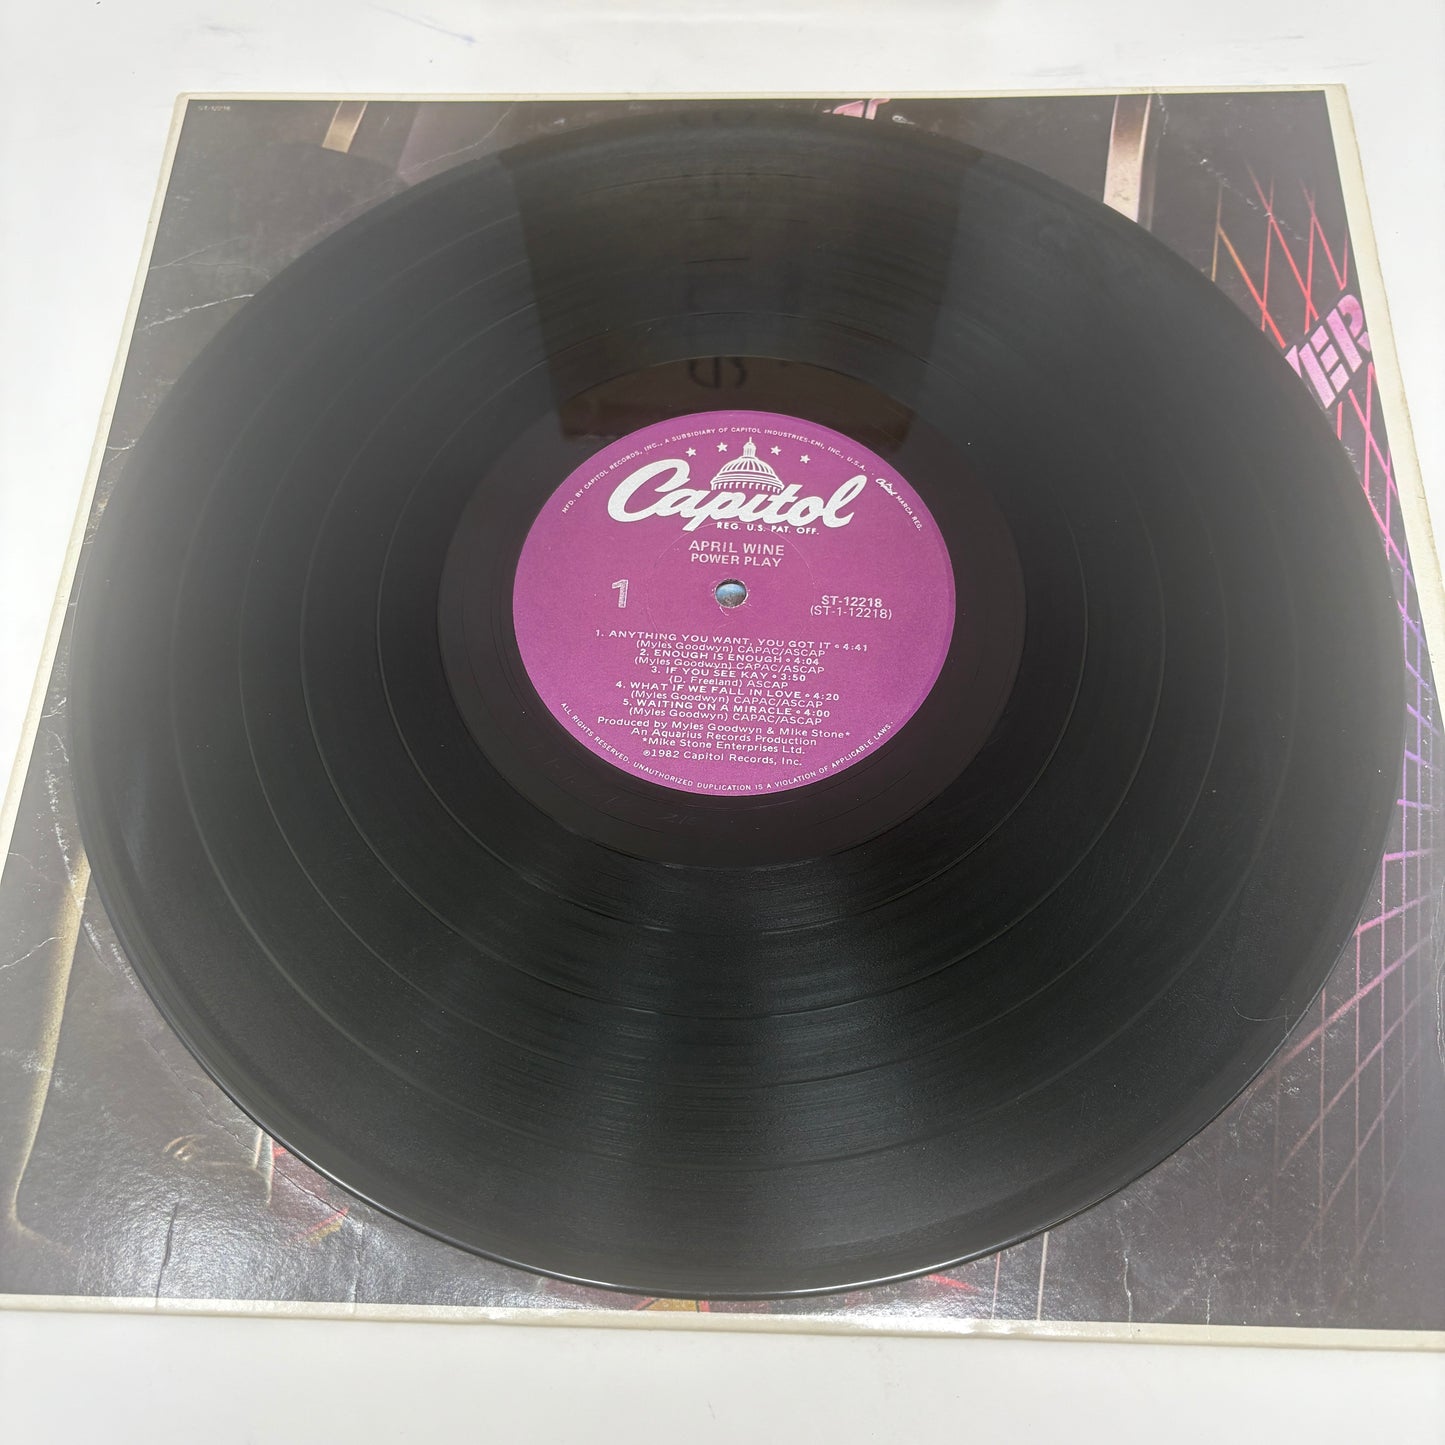 ST-12218
WER
MFD. BY CAPITOL RECORDS, INC., A SUBSIDIARY OF CAPITOL INDUSTRIES-EMI, INC., U.S.A. · Capitol MARCA REG.
Capitol
REG. U.S. PAT. OFF.
APRIL WINE
POWER PLAY
1
ST-12218
(ST-1-12218)
1. ANYTHING YOU WANT, YOU GOT IT • 4:41
(Myles Goodwyn) CAPAC/ASCAP
2. ENOUGH IS ENOUGH • 4:04
(Myles Goodwyn) CAPAC/ASCAP
3. IF YOU SEE KAY • 3:50
(D. Freeland) ASCAP
4. WHAT IF WE FALL IN LOVE • 4:20
(Myles Goodwyn) CAPAC/ASCAP
5. WAITING ON A MIRACLE • 4:00
(Myles Goodwyn) CAPAC/ASCAP
Produced by Myles Goodwyn & Mike Stone*
An Aquarius Records Production
*Mike Stone Enterprises Ltd.
℗1982 Capitol Records, Inc.
ALL RIGHTS RESERVED. UNAUTHORIZED DUPLICATION IS A VIOLATION OF APPLICABLE LAWS.